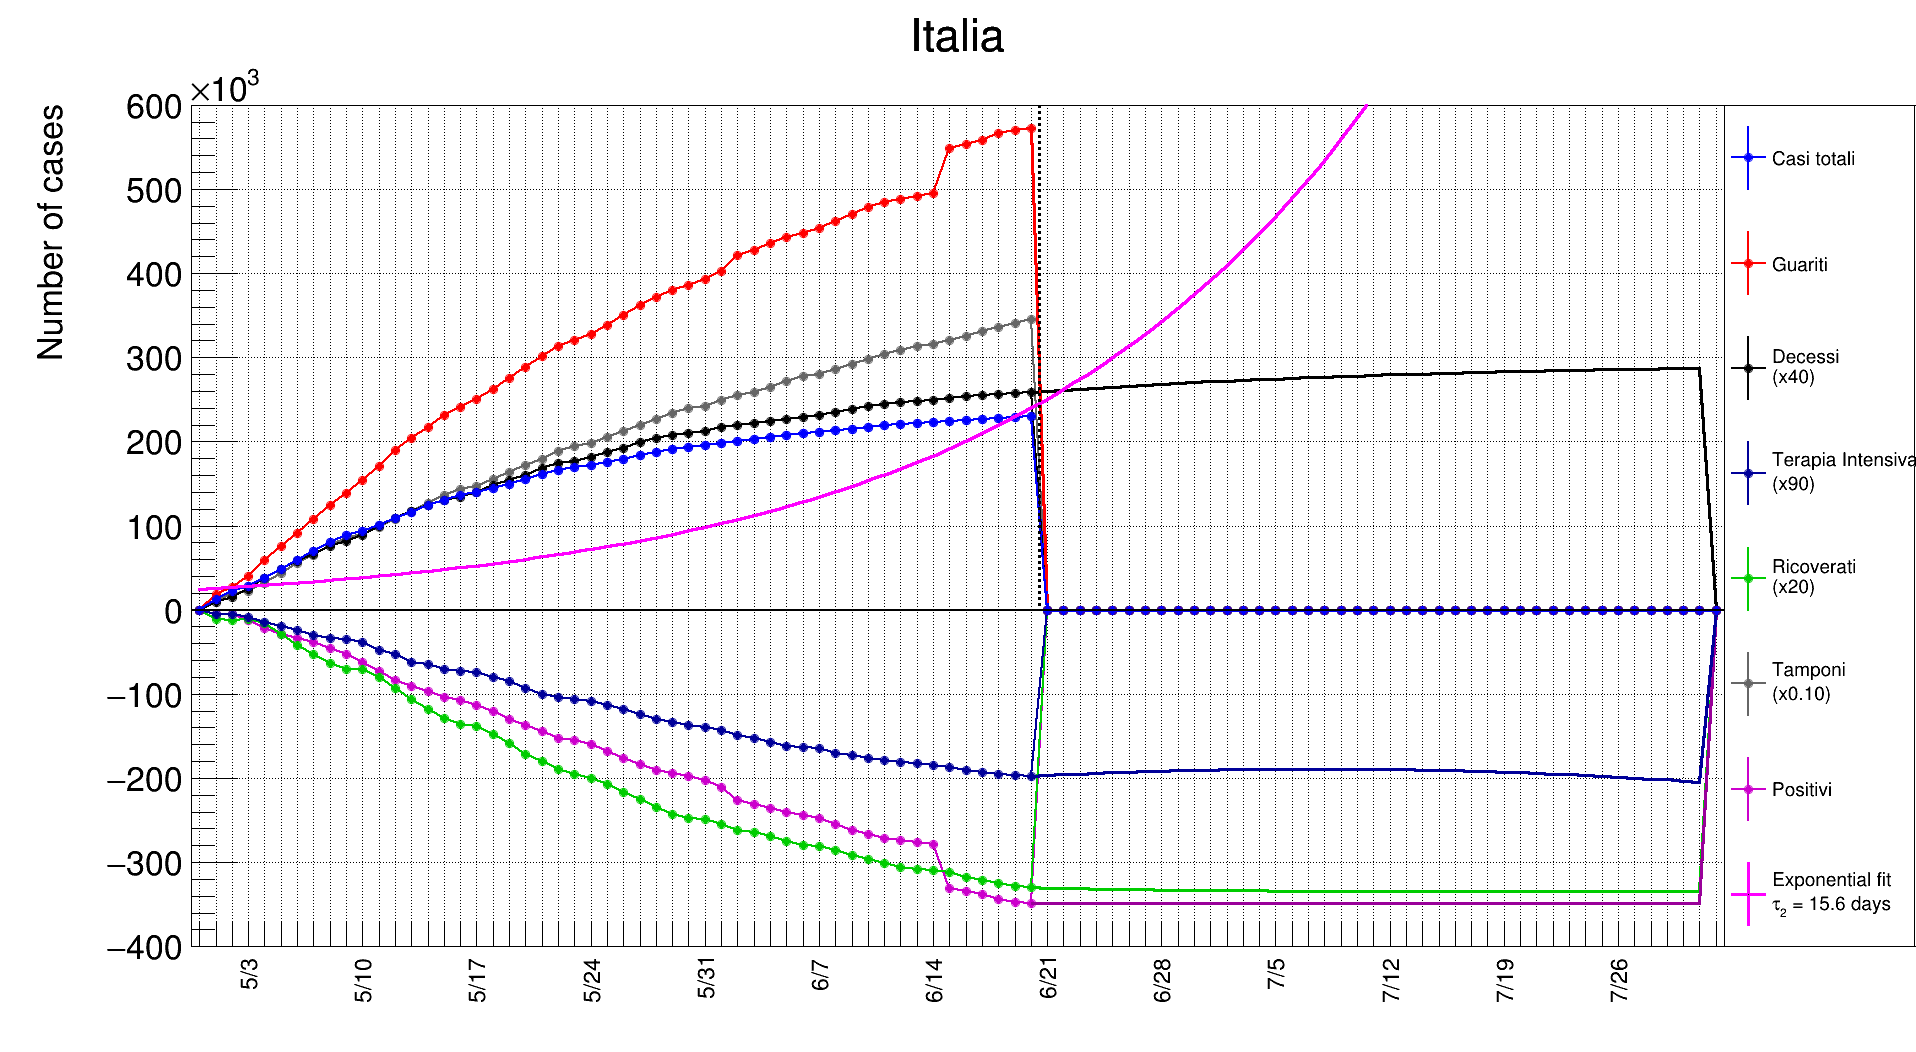 Italia
×10³
Number of cases
600
500
400
300
200
100
0
−100
−200
−300
−400
5/3
5/10
5/17
5/24
5/31
6/7
6/14
6/21
6/28
7/5
7/12
7/19
7/26
Casi totali
Guariti
Decessi
(x40)
Terapia Intensiva
(x90)
Ricoverati
(x20)
Tamponi
(x0.10)
Positivi
Exponential fit
τ₂ = 15.6 days